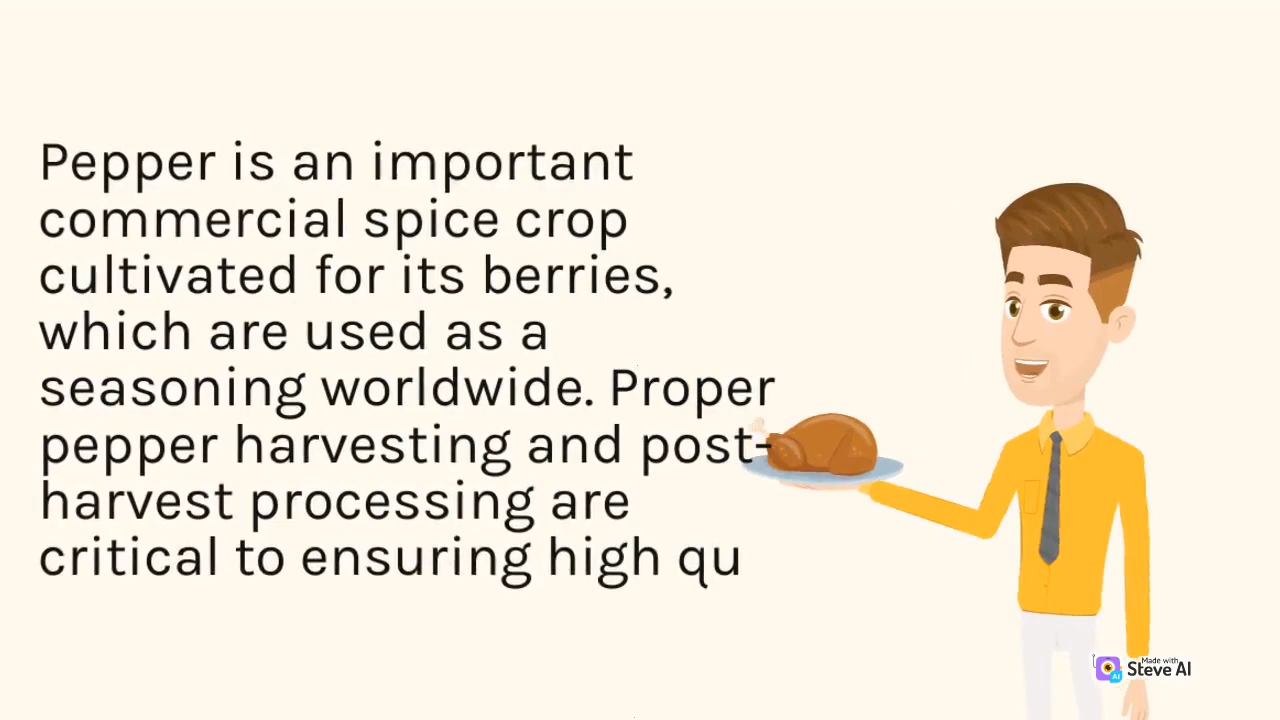 Pepper is an important
commercial spice crop
cultivated for its berries,
which are used as a
seasoning worldwide. Proper
pepper harvesting and post-
harvest processing are
critical to ensuring high qu
Made with
Steve AI